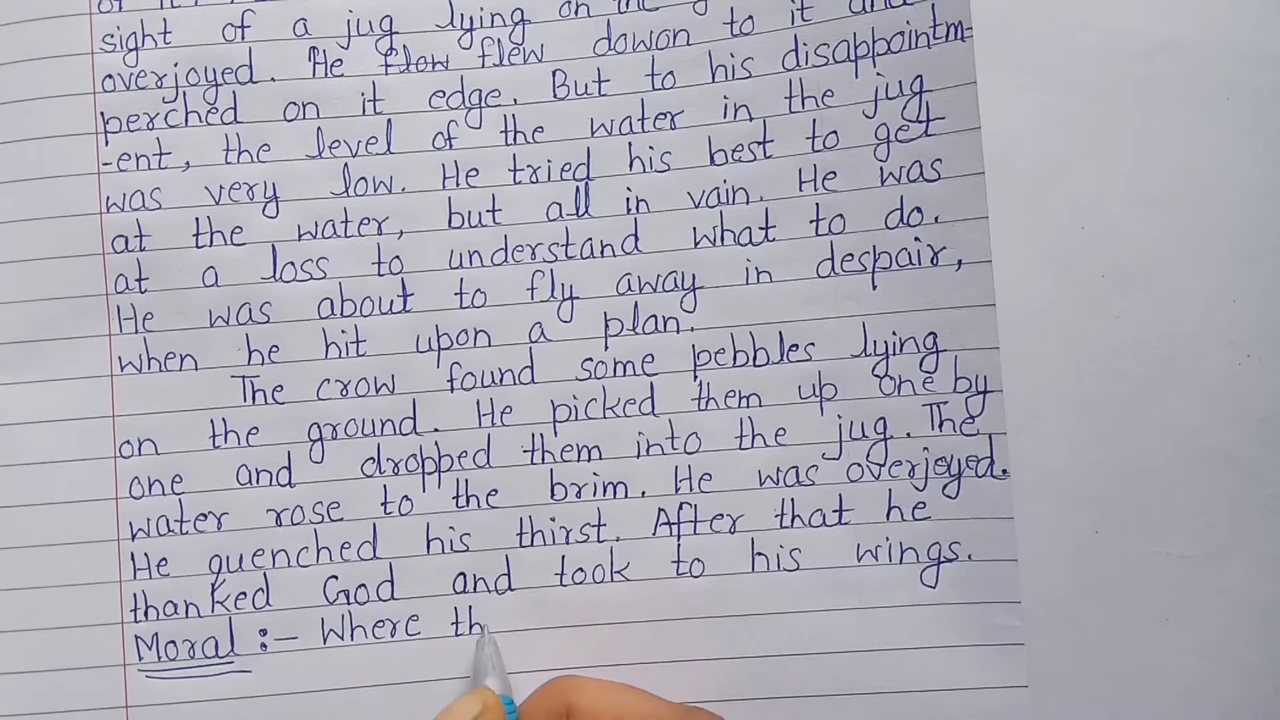 sight of a jug lying on the
overjoyed. He flow flew dowon to it and
perched on it edge. But to his disappointm-
-ent, the level of the water in the jug
was very low. He tried his best to get
at the water, but all in vain. He was
at a loss to understand what to do.
He was about to fly away in despair,
when he hit upon a plan.
The crow found some pebbles lying
on the ground. He picked them up one by
one and dropped them into the jug. The
water rose to the brim. He was overjoyed.
He quenched his thirst. After that he
thanked God and took to his wings.
Moral :- Where th